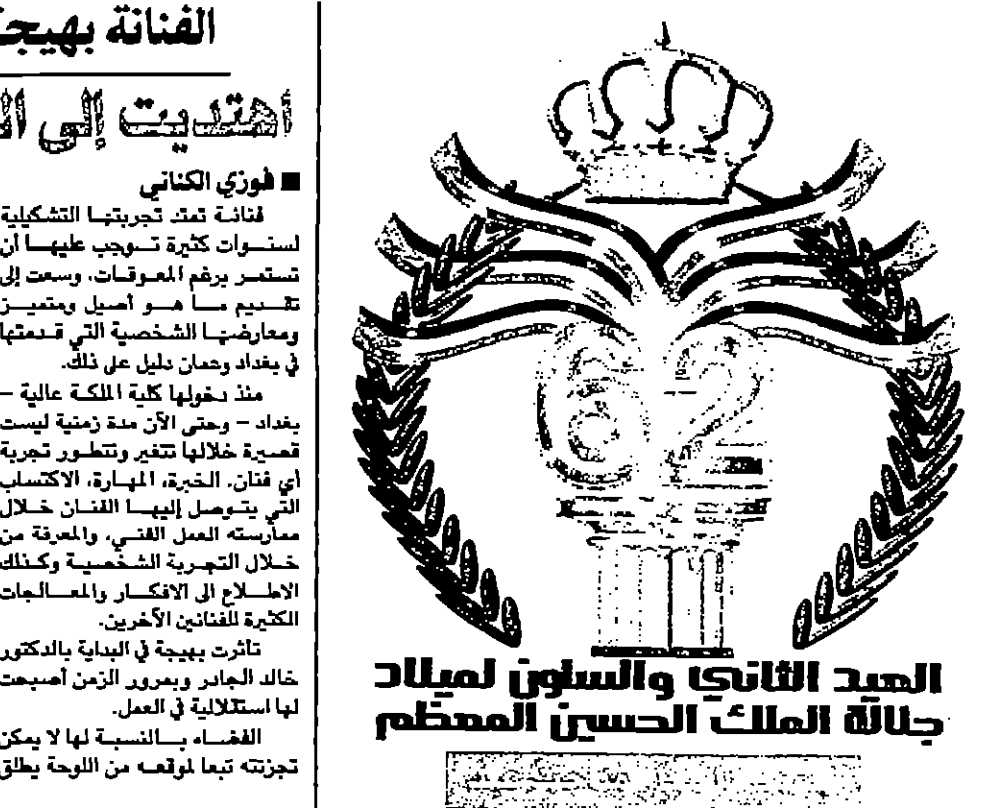 الفنانة بهيجة
اهتديت إلى
■ فوزي الكناني
فنانة تمتد تجربتها التشكيلية
لسنوات كثيرة توجب عليها أن
تستمر برغم المعوقات، وسعت إلى
تقديم ما هو أصيل ومتميز
ومعارضها الشخصية التي قدمتها
في بغداد وعمان دليل على ذلك.
منذ دخولها كلية الملكة عالية –
بغداد – وحتى الآن مدة زمنية ليست
قصيرة خلالها تتغير وتتطور تجربة
أي فنان. الخبرة، المهارة، الاكتساب
التي يتوصل إليها الفنان خلال
ممارسته العمل الفني، والمعرفة من
خلال التجربة الشخصية وكذلك
الاطلاع الى الافكار والمعالجات
الكثيرة للفنانين الآخرين.
تأثرت بهيجة في البداية بالدكتور
خالد الجادر وبمرور الزمن أصبحت
لها استقلالية في العمل.
الفضاء بالنسبة لها لا يمكن
تجزئته تبعا لموقعه من اللوحة يطلق
62
العيد الثاني والستون لميلاد
جلالة الملك الحسين المعظم